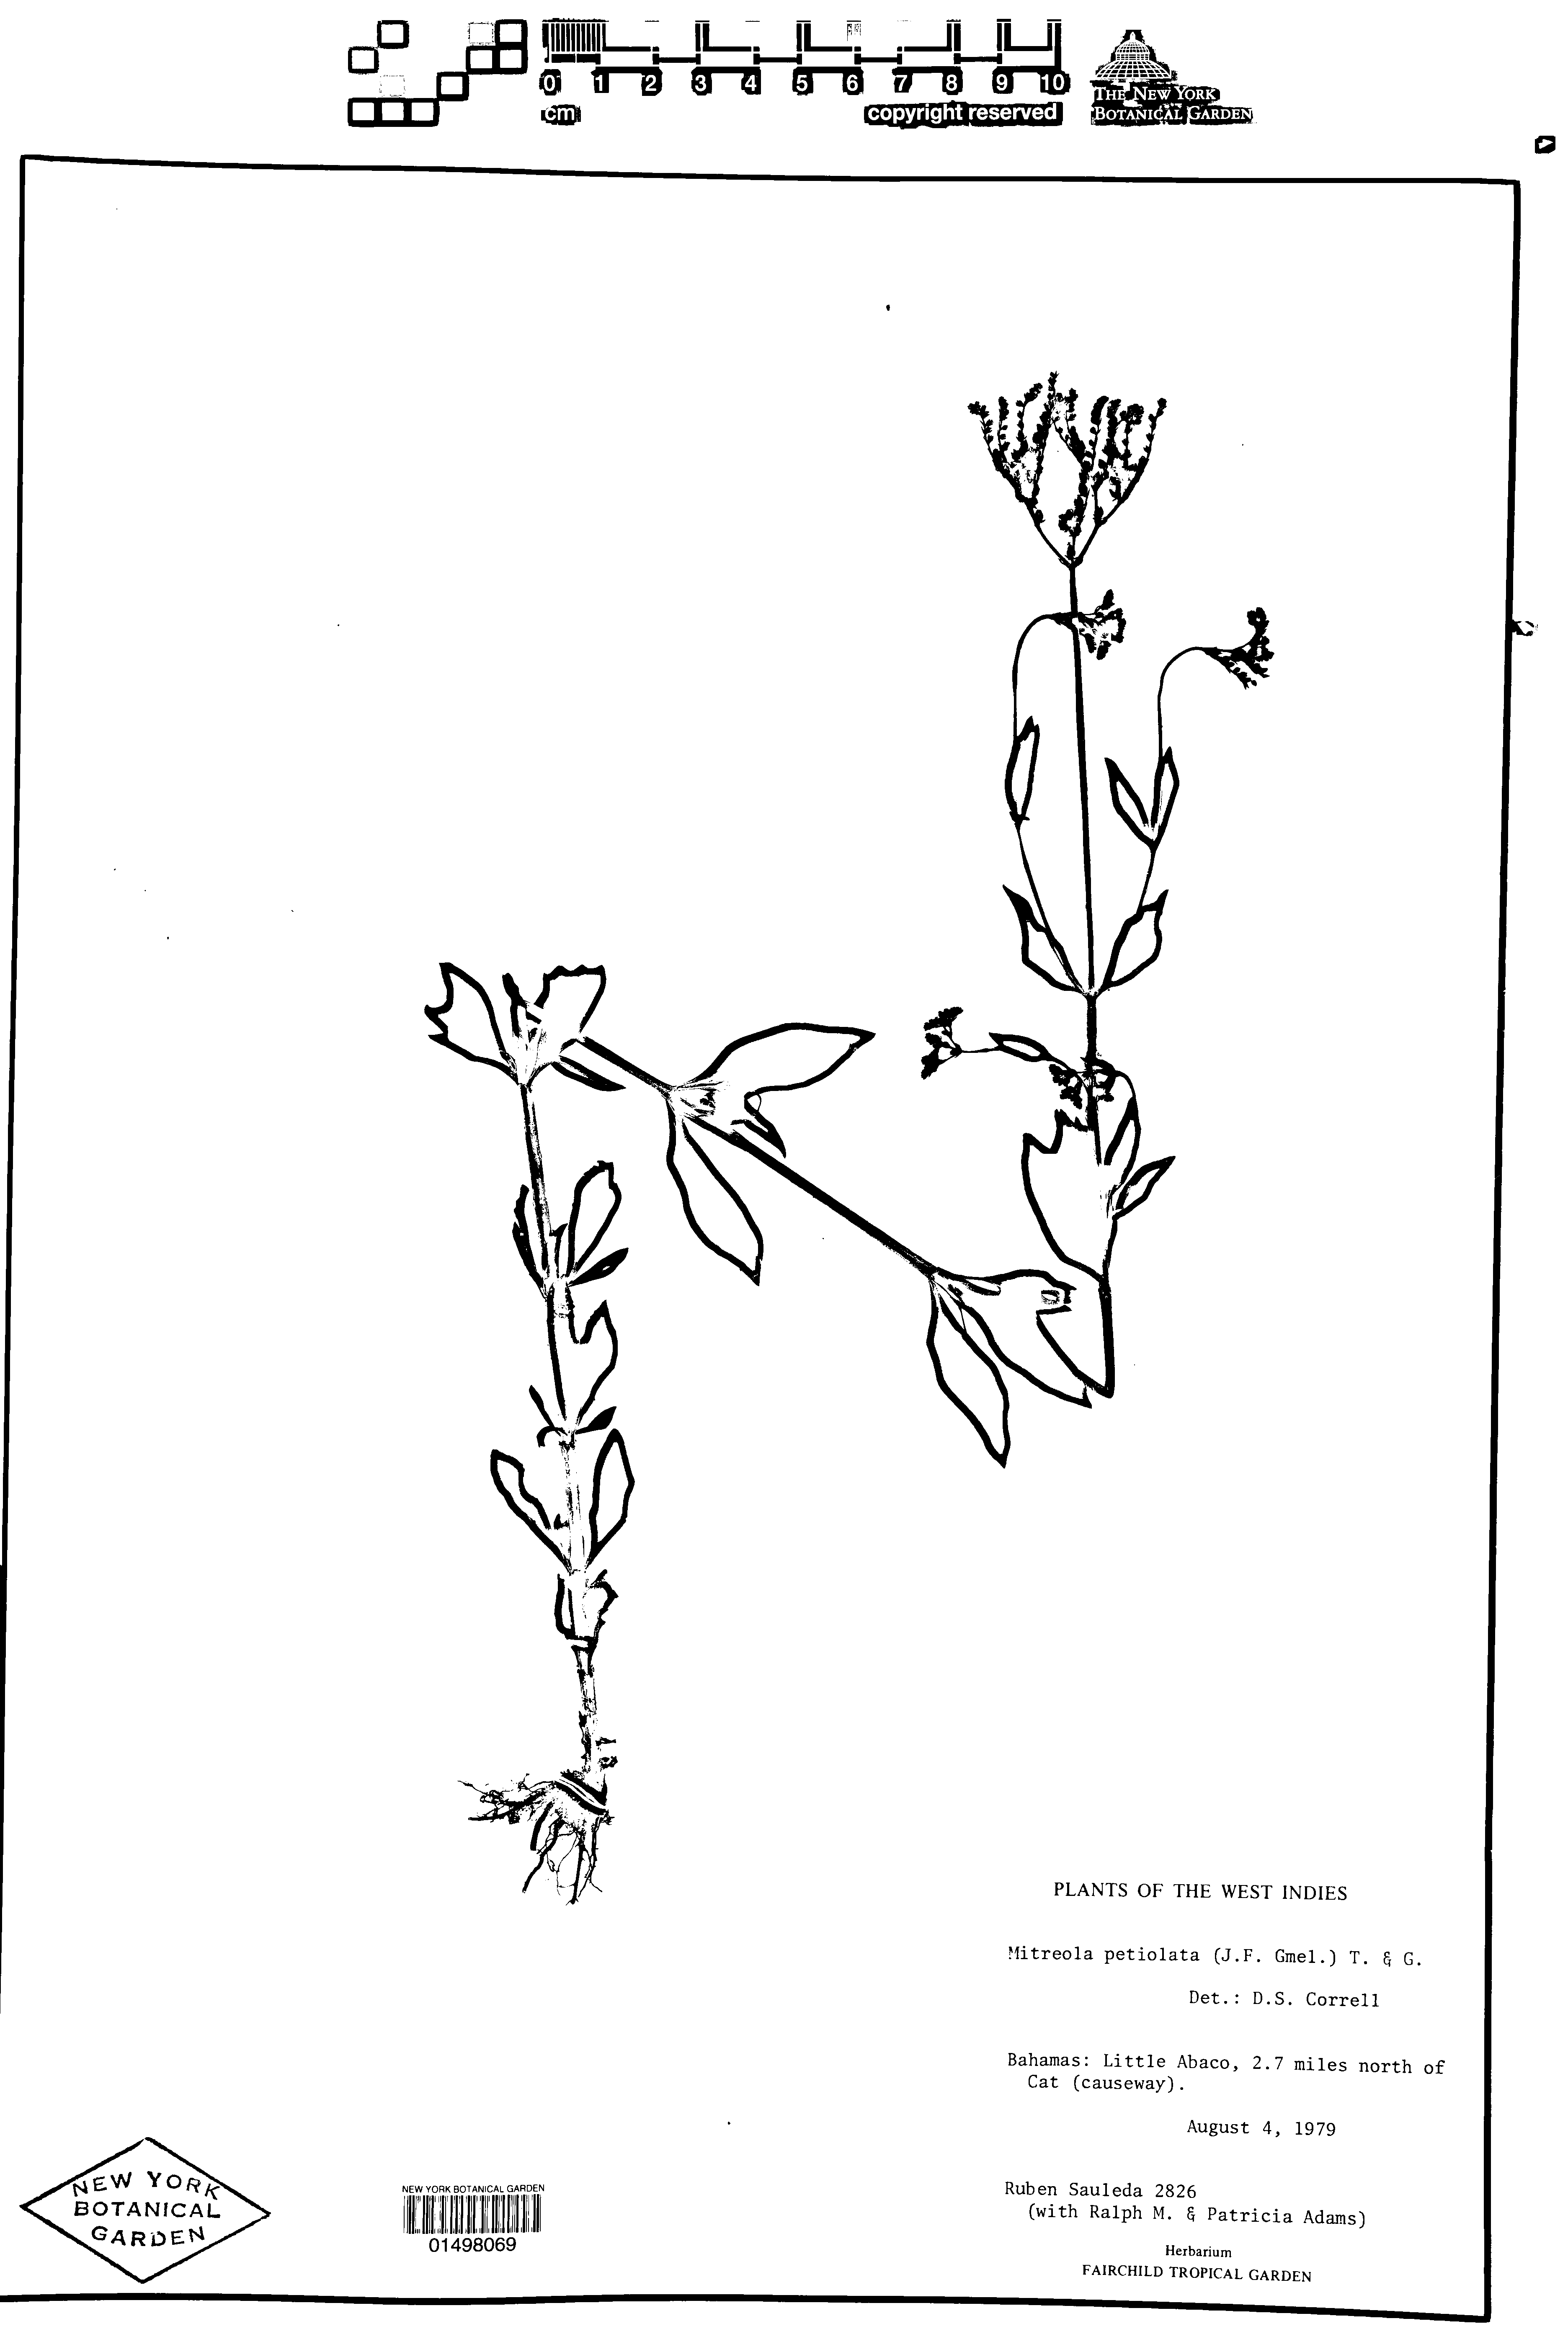 0 1 2 3 4 5 6 7 8 9 10
cm copyright reserved
THE NEW YORK
BOTANICAL GARDEN
PLANTS OF THE WEST INDIES
Mitreola petiolata (J.F. Gmel.) T. & G.
Det.: D.S. Correll
Bahamas: Little Abaco, 2.7 miles north of
Cat (causeway).
August 4, 1979
Ruben Sauleda 2826
(with Ralph M. & Patricia Adams)
Herbarium
FAIRCHILD TROPICAL GARDEN
NEW YORK
BOTANICAL
GARDEN
NEW YORK BOTANICAL GARDEN
01498069